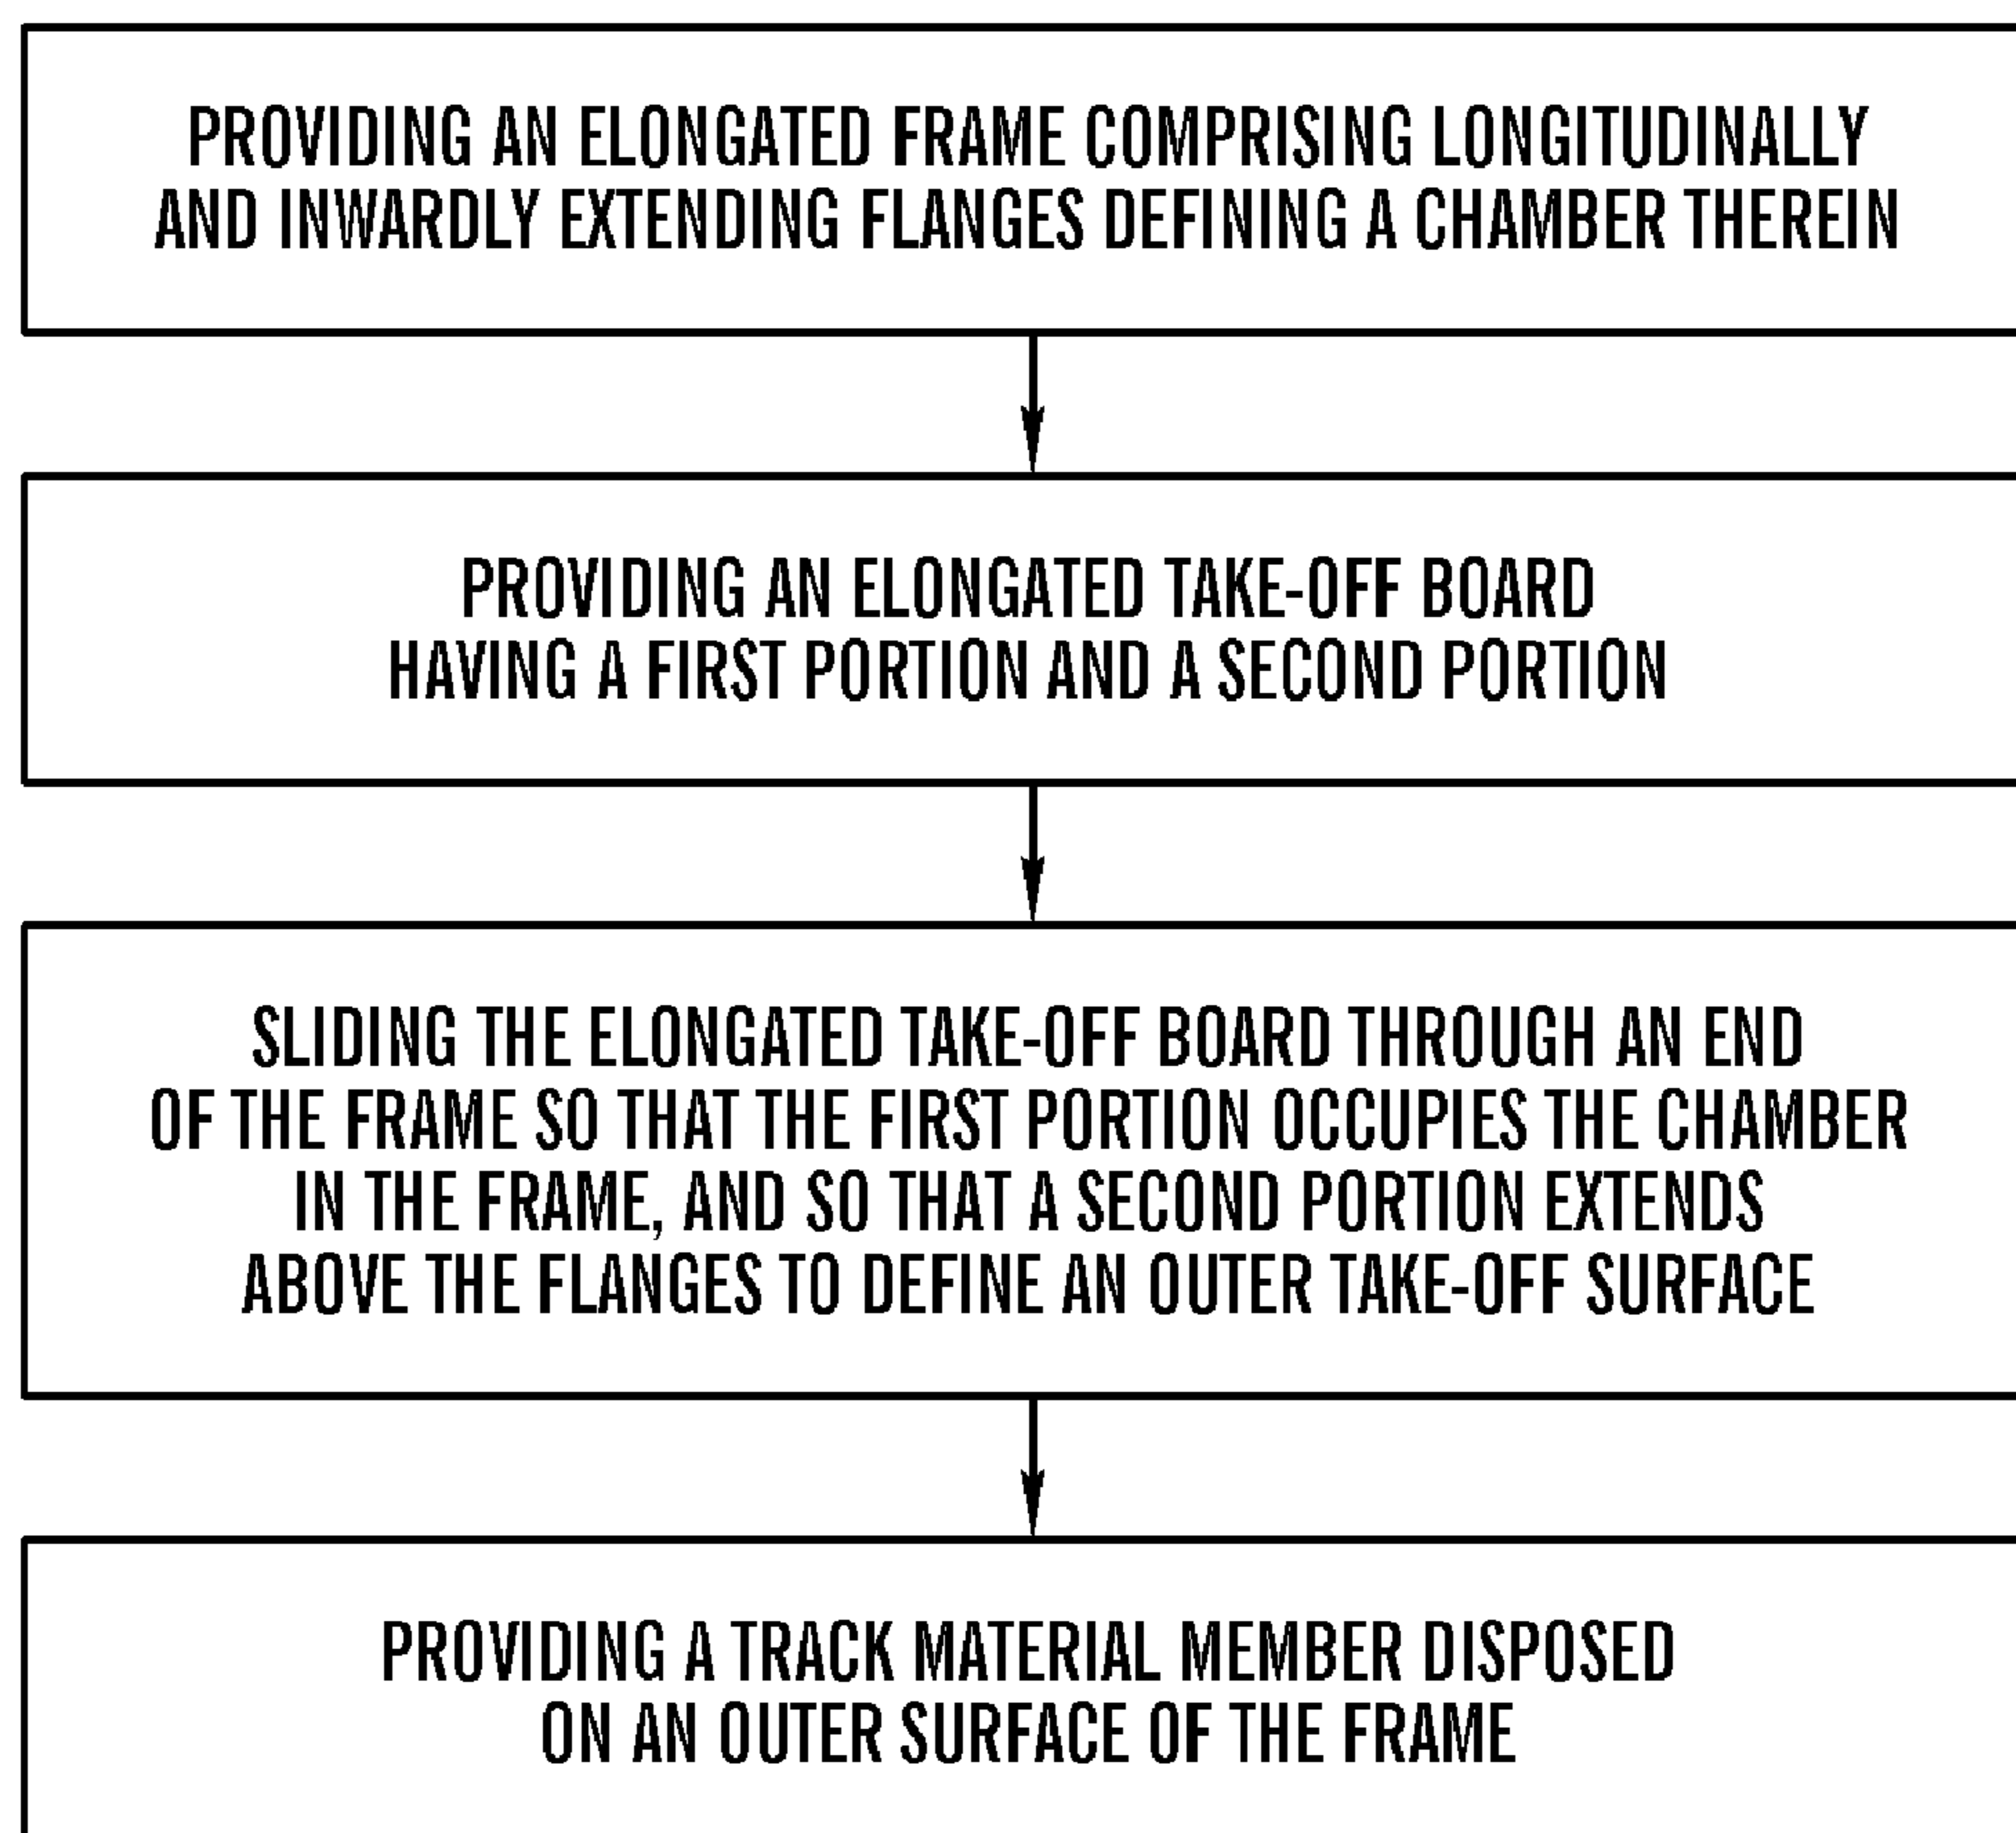 PROVIDING AN ELONGATED FRAME COMPRISING LONGITUDINALLY
AND INWARDLY EXTENDING FLANGES DEFINING A CHAMBER THEREIN
PROVIDING AN ELONGATED TAKE-OFF BOARD
HAVING A FIRST PORTION AND A SECOND PORTION
SLIDING THE ELONGATED TAKE-OFF BOARD THROUGH AN END
OF THE FRAME SO THAT THE FIRST PORTION OCCUPIES THE CHAMBER
IN THE FRAME, AND SO THAT A SECOND PORTION EXTENDS
ABOVE THE FLANGES TO DEFINE AN OUTER TAKE-OFF SURFACE
PROVIDING A TRACK MATERIAL MEMBER DISPOSED
ON AN OUTER SURFACE OF THE FRAME